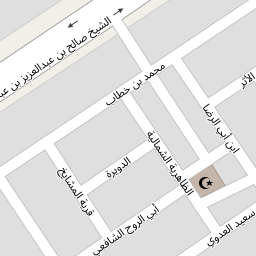 الشيخ صالح بن عبدالعزيز بن عبد
محمد بن خطاب
الأثر
ابن أبي الرضا
الظاهرية الشمالية
الدويرة
قرية المشايخ
أبي الروح الشافعي
سعيد العدوي